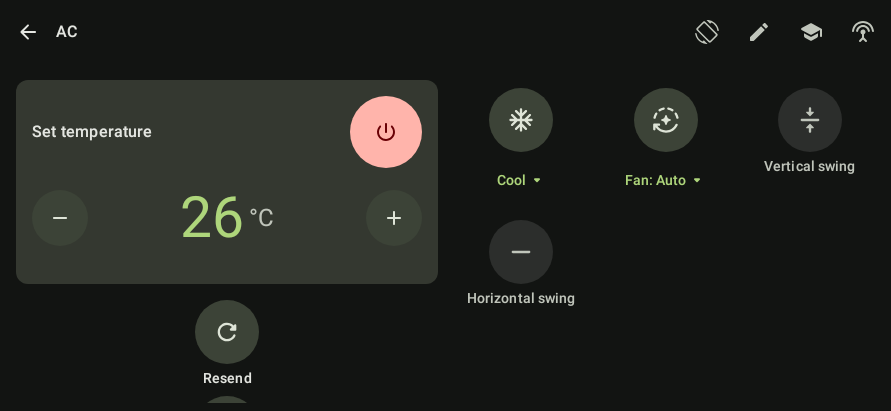 AC
Set temperature
26 °C
Resend
Cool
Fan: Auto
Vertical swing
Horizontal swing